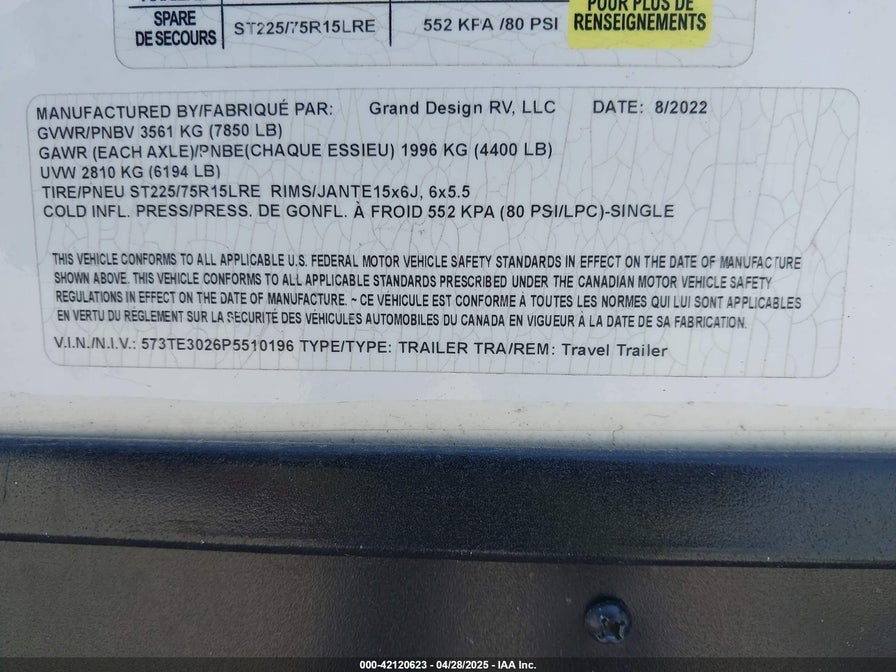 SPARE
DE SECOURS
ST225/75R15LRE
552 KPA /80 PSI
POUR PLUS DE
RENSEIGNEMENTS
MANUFACTURED BY/FABRIQUÉ PAR: Grand Design RV, LLC DATE: 8/2022
GVWR/PNBV 3561 KG (7850 LB)
GAWR (EACH AXLE)/PNBE(CHAQUE ESSIEU) 1996 KG (4400 LB)
UVW 2810 KG (6194 LB)
TIRE/PNEU ST225/75R15LRE RIMS/JANTE15x6J, 6x5.5
COLD INFL. PRESS/PRESS. DE GONFL. À FROID 552 KPA (80 PSI/LPC)-SINGLE
THIS VEHICLE CONFORMS TO ALL APPLICABLE U.S. FEDERAL MOTOR VEHICLE SAFETY STANDARDS IN EFFECT ON THE DATE OF MANUFACTURE
SHOWN ABOVE. THIS VEHICLE CONFORMS TO ALL APPLICABLE STANDARDS PRESCRIBED UNDER THE CANADIAN MOTOR VEHICLE SAFETY
REGULATIONS IN EFFECT ON THE DATE OF MANUFACTURE. ~ CE VÉHICULE EST CONFORME À TOUTES LES NORMES QUI LUI SONT APPLICABLES
EN VERTU DU RÈGLEMENT SUR LA SÉCURITÉ DES VÉHICULES AUTOMOBILES DU CANADA EN VIGUEUR À LA DATE DE SA FABRICATION.
V.I.N./N.I.V.: 573TE3026P5510196 TYPE/TYPE: TRAILER TRA/REM: Travel Trailer
000-42120623 - 04/28/2025 - IAA Inc.